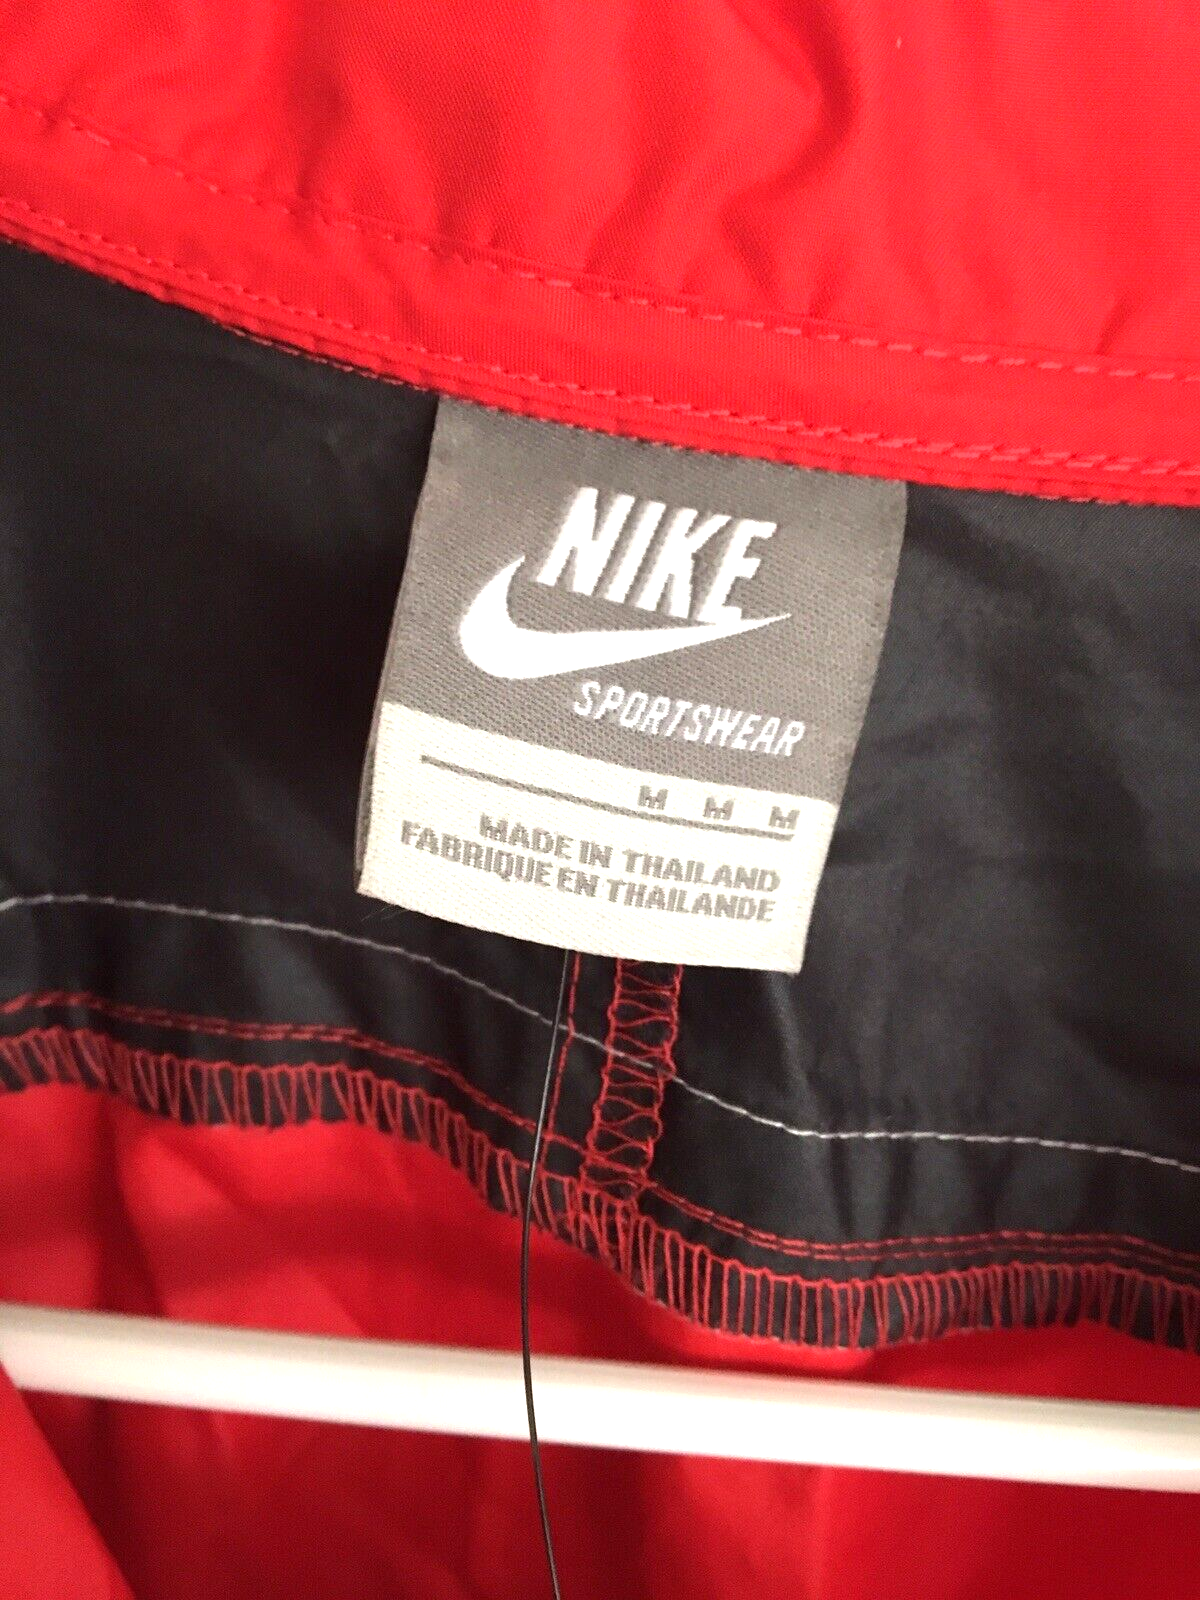 NIKE
SPORTSWEAR
M M M
MADE IN THAILAND
FABRIQUE EN THAILANDE